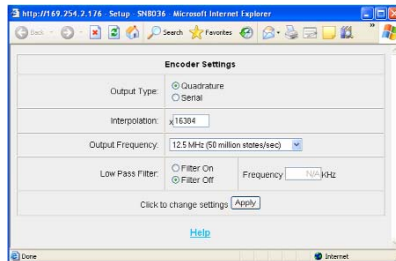 http://169.254.2.176 - Setup - SN8036 - Microsoft Internet Explorer
Back Search Favorites
Encoder Settings
Output Type: Quadrature
Serial
Interpolation: x 16384
Output Frequency: 12.5 MHz (50 million states/sec)
Low Pass Filter: Filter On
Filter Off Frequency N/A KHz
Click to change settings Apply
Help
Done Internet